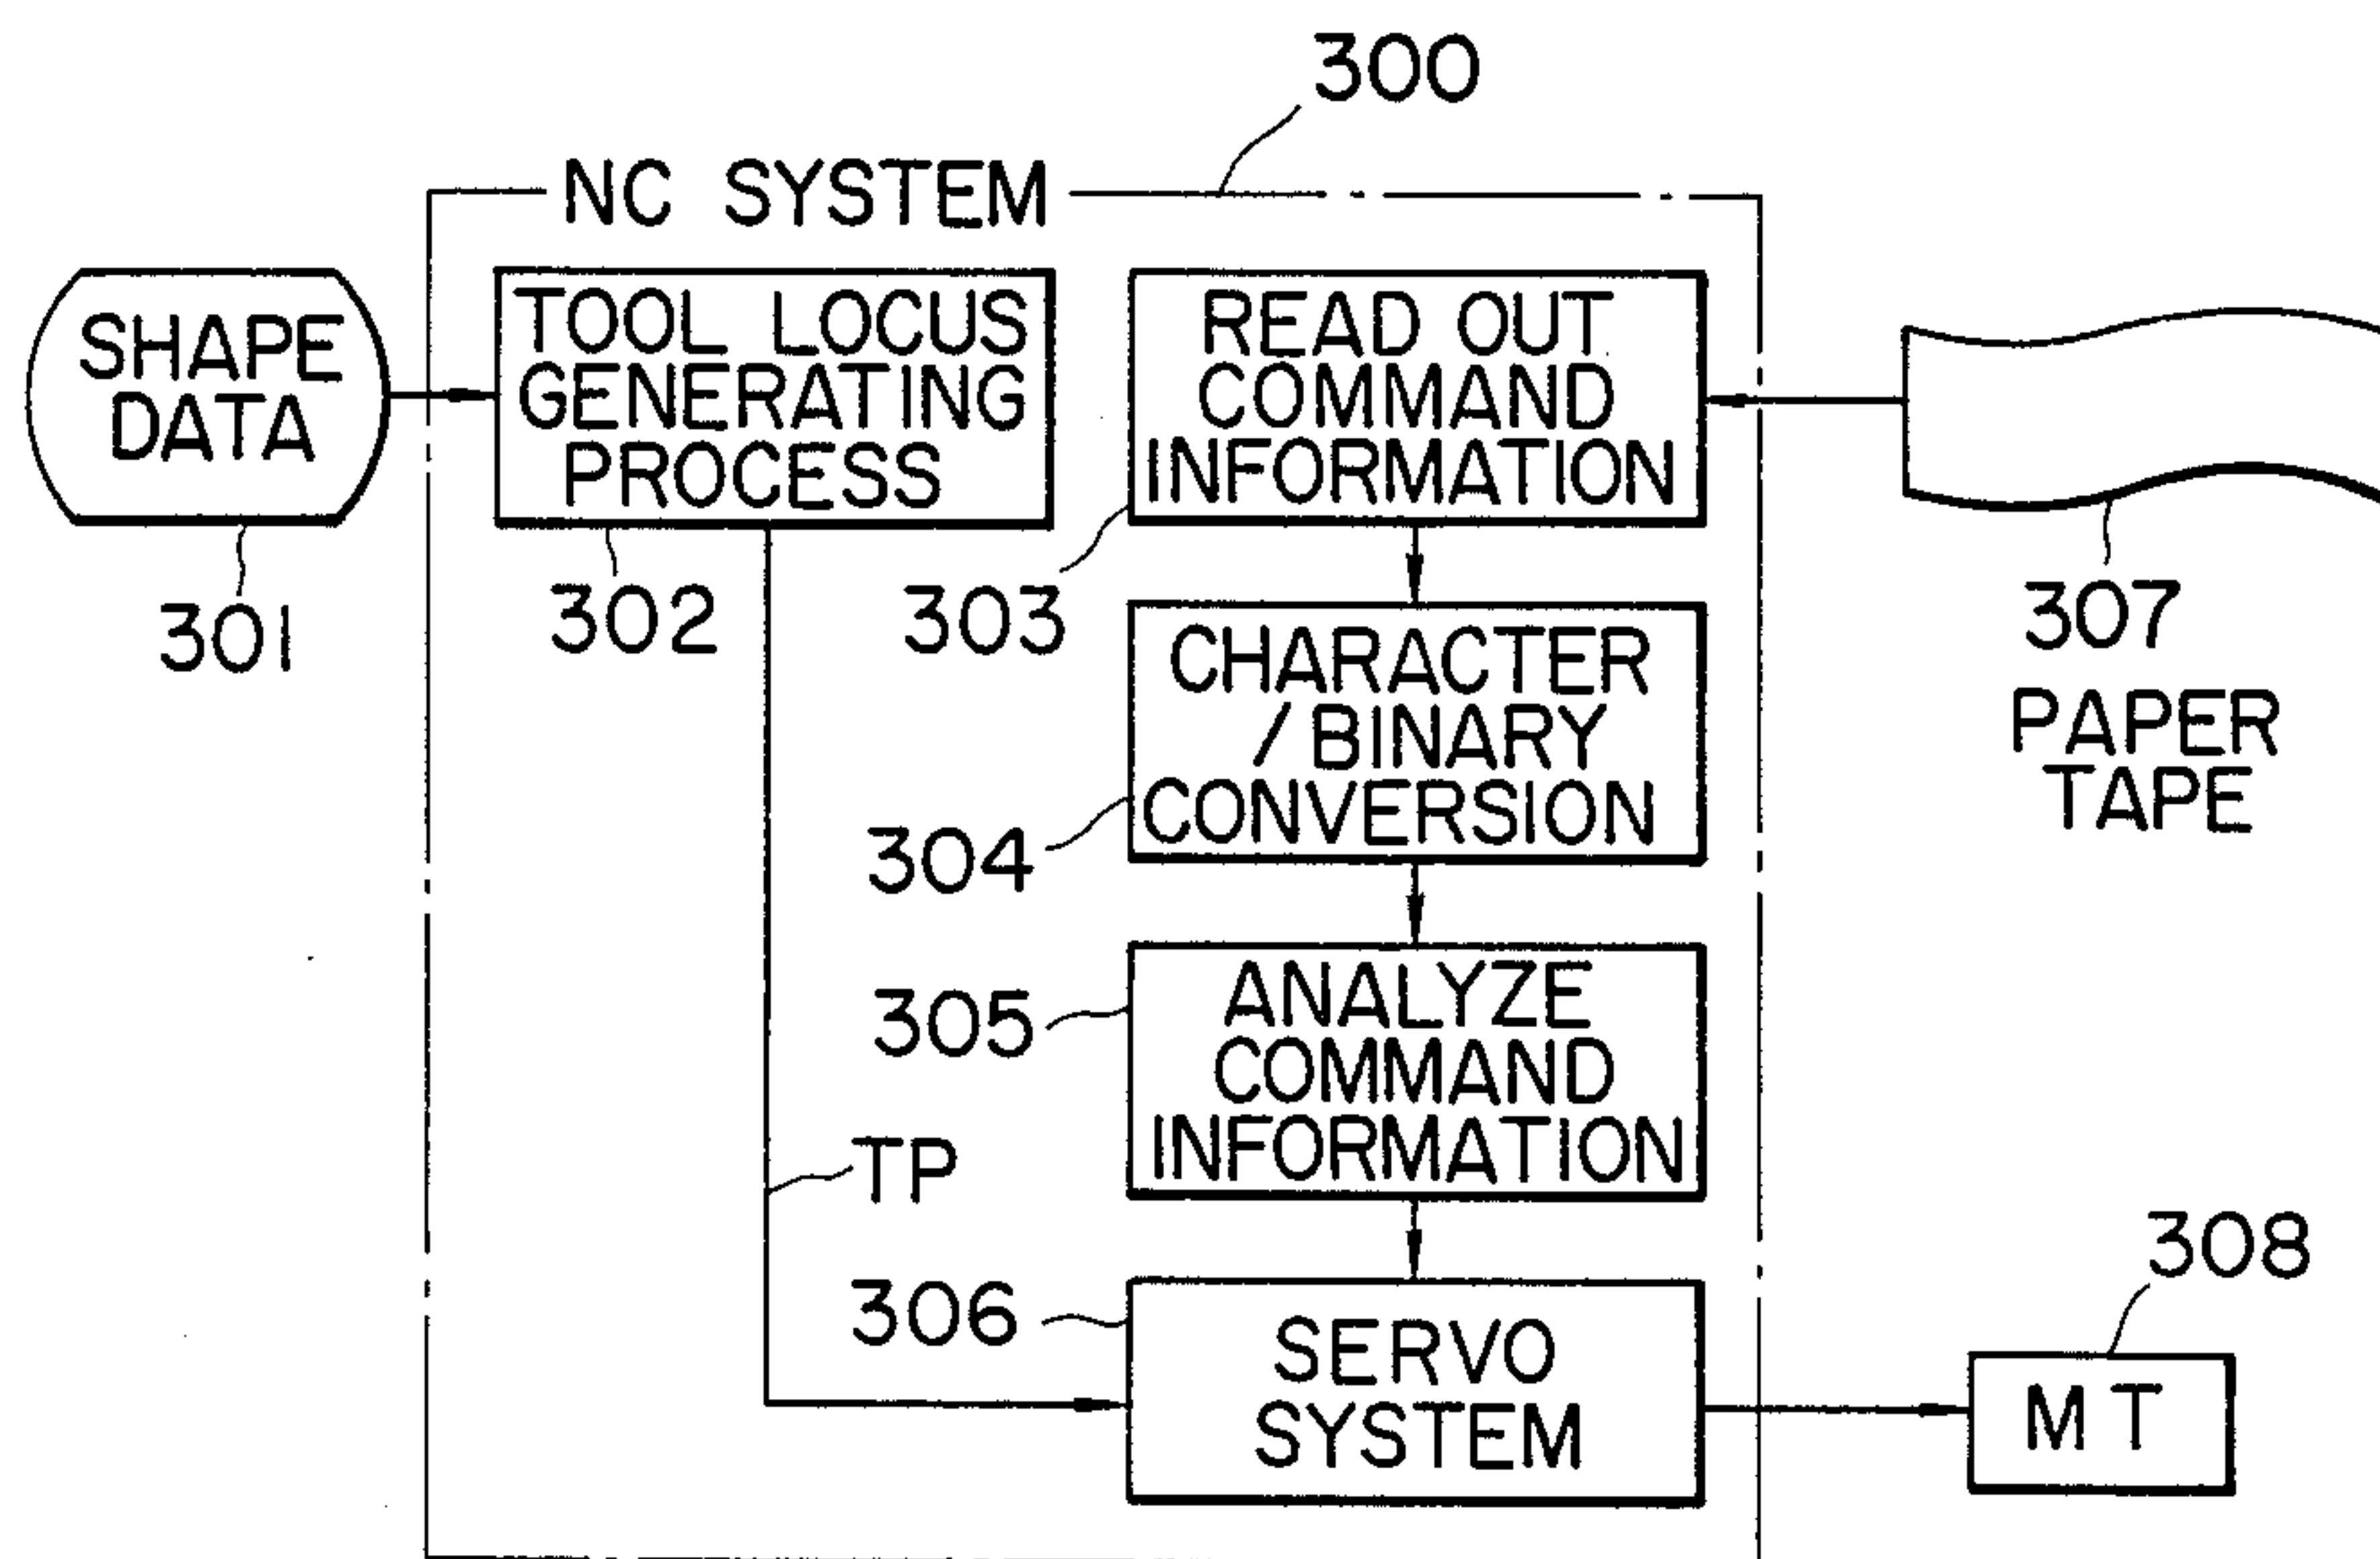 300
NC SYSTEM
SHAPE
DATA
301
TOOL LOCUS
GENERATING
PROCESS
302
READ OUT
COMMAND
INFORMATION
303
307
PAPER
TAPE
CHARACTER
/BINARY
CONVERSION
304
ANALYZE
COMMAND
INFORMATION
305
TP
306
SERVO
SYSTEM
308
MT